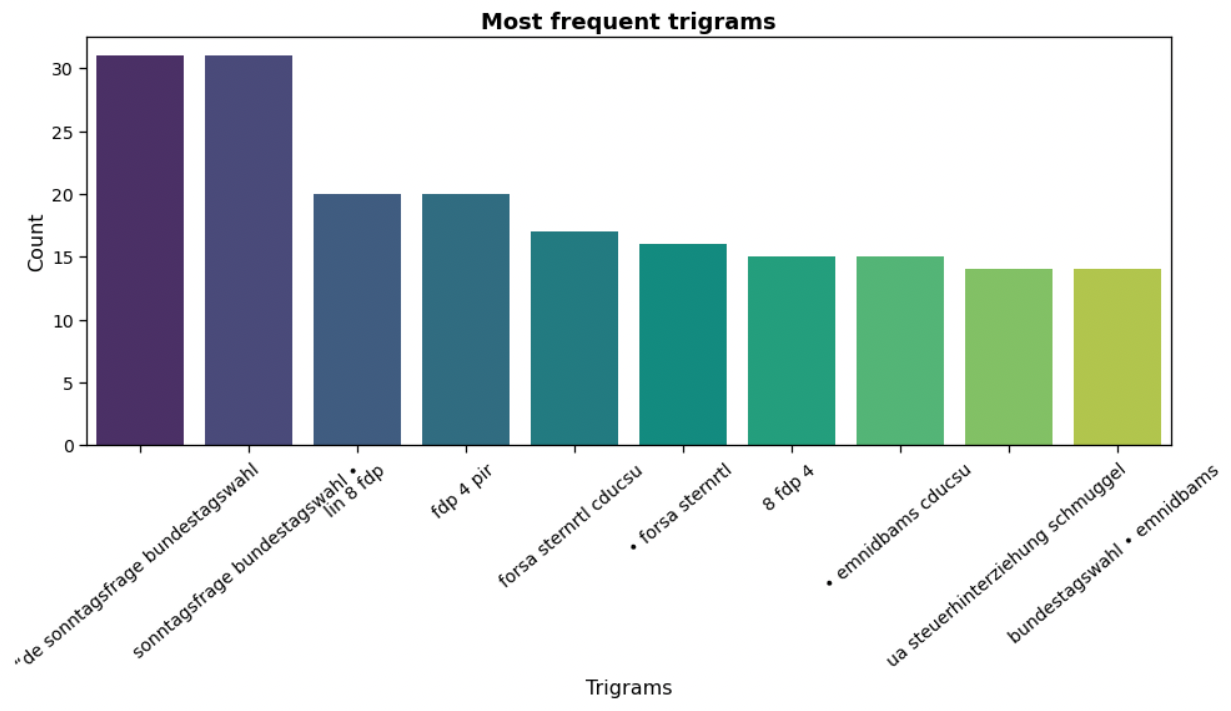 Most frequent trigrams
Count
30
25
20
15
10
5
0
“de sonntagsfrage bundestagswahl
sonntagsfrage bundestagswahl •
lin 8 fdp
fdp 4 pir
forsa sternrtl cducsu
• forsa sternrtl
8 fdp 4
• emnidbams cducsu
ua steuerhinterziehung schmuggel
bundestagswahl • emnidbams
Trigrams